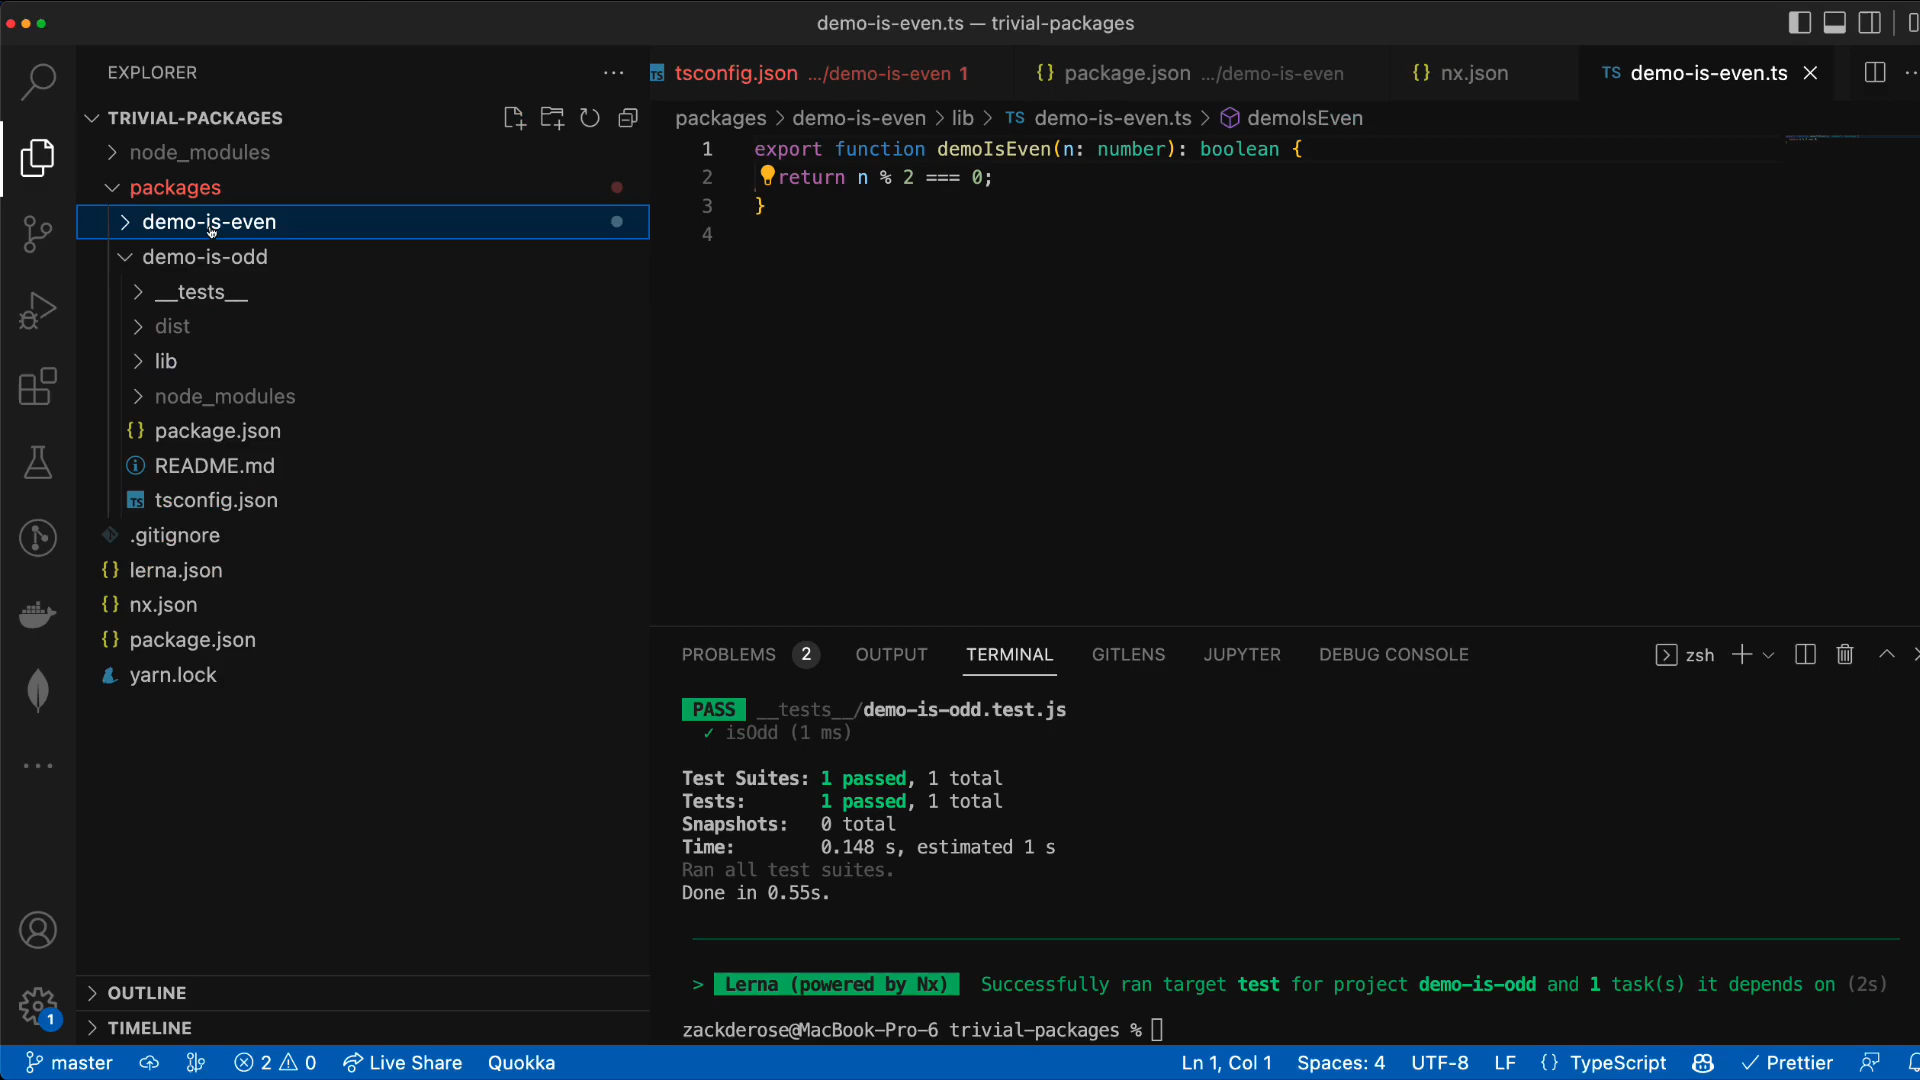 demo-is-even.ts — trivial-packages
EXPLORER
TRIVIAL-PACKAGES
node_modules
packages
demo-is-even
demo-is-odd
__tests__
dist
lib
node_modules
{} package.json
README.md
TS tsconfig.json
.gitignore
{} lerna.json
{} nx.json
{} package.json
yarn.lock
OUTLINE
TIMELINE
TS tsconfig.json .../demo-is-even 1
{} package.json .../demo-is-even
{} nx.json
TS demo-is-even.ts
packages > demo-is-even > lib > TS demo-is-even.ts > demoIsEven
1 export function demoIsEven(n: number): boolean {
2 return n % 2 === 0;
3 }
4
PROBLEMS 2 OUTPUT TERMINAL GITLENS JUPYTER DEBUG CONSOLE
zsh
PASS __tests__/demo-is-odd.test.js
✓ isOdd (1 ms)
Test Suites: 1 passed, 1 total
Tests: 1 passed, 1 total
Snapshots: 0 total
Time: 0.148 s, estimated 1 s
Ran all test suites.
Done in 0.55s.
> Lerna (powered by Nx) Successfully ran target test for project demo-is-odd and 1 task(s) it depends on (2s)
zackderose@MacBook-Pro-6 trivial-packages %
1
master 2 0 Live Share Quokka Ln 1, Col 1 Spaces: 4 UTF-8 LF {} TypeScript ✓ Prettier